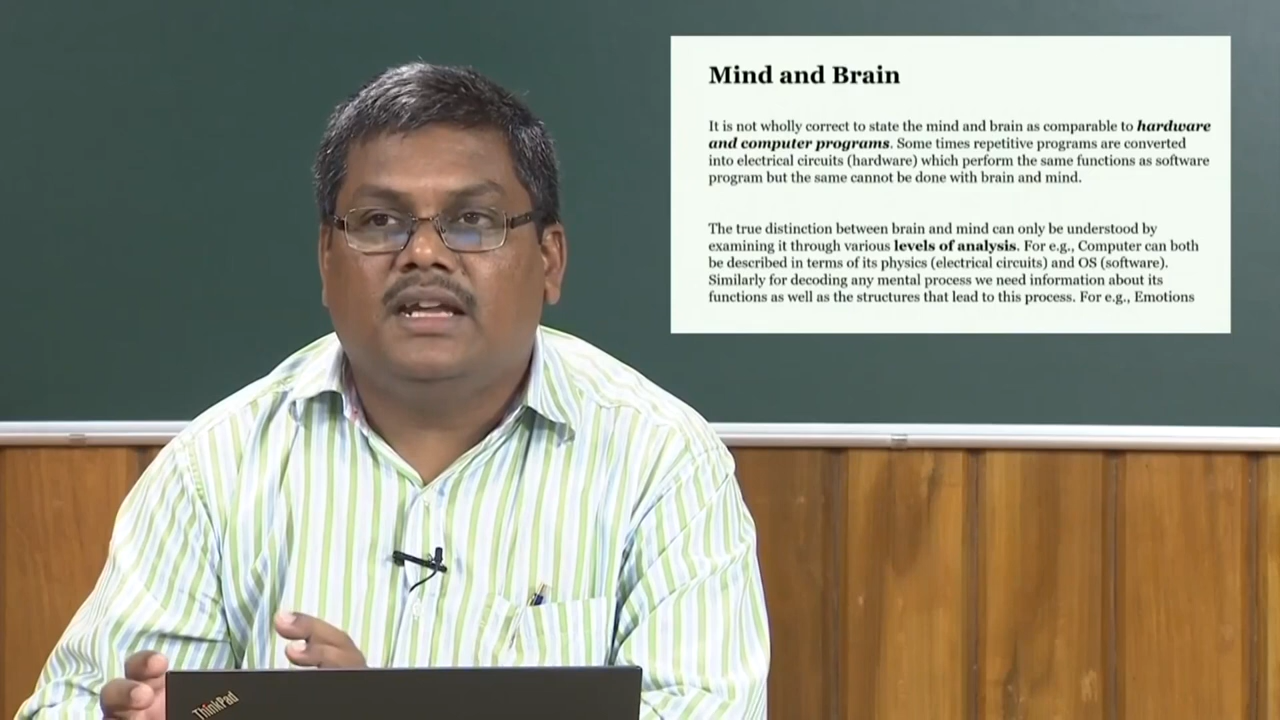 Mind and Brain
It is not wholly correct to state the mind and brain as comparable to hardware
and computer programs. Some times repetitive programs are converted
into electrical circuits (hardware) which perform the same functions as software
program but the same cannot be done with brain and mind.
The true distinction between brain and mind can only be understood by
examining it through various levels of analysis. For e.g., Computer can both
be described in terms of its physics (electrical circuits) and OS (software).
Similarly for decoding any mental process we need information about its
functions as well as the structures that lead to this process. For e.g., Emotions
ThinkPad